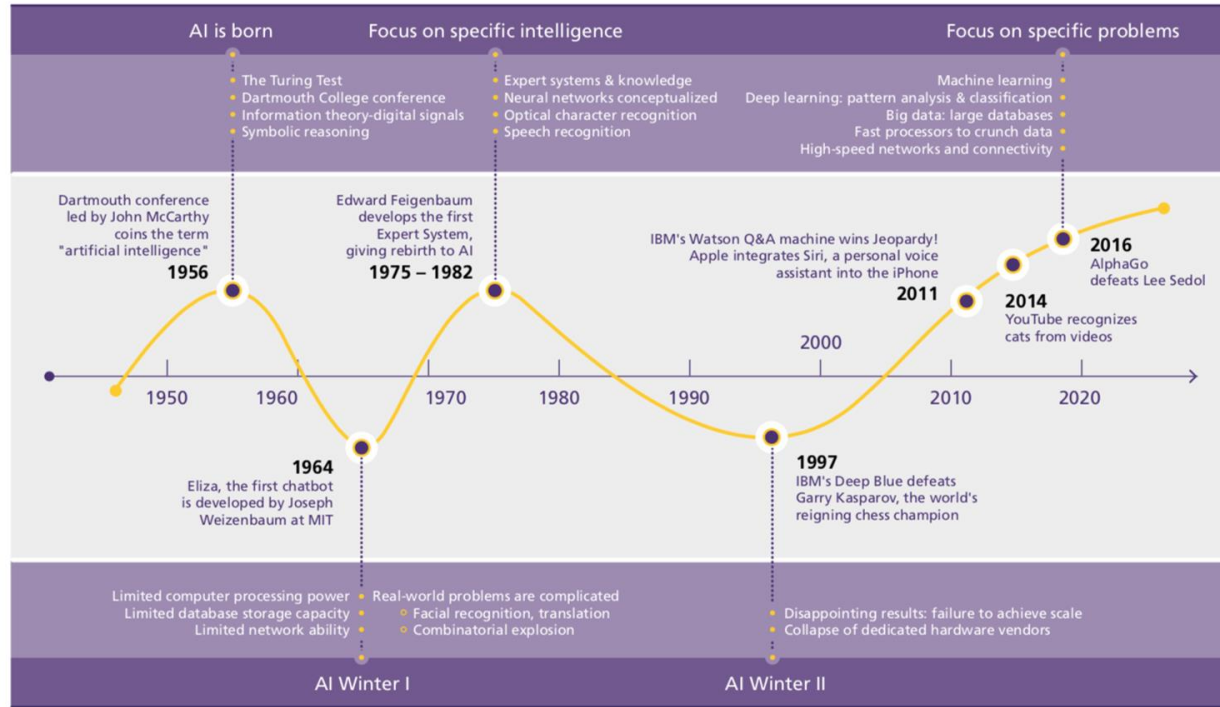 AI is born
Focus on specific intelligence
Focus on specific problems
The Turing Test
Dartmouth College conference
Information theory-digital signals
Symbolic reasoning
Expert systems & knowledge
Neural networks conceptualized
Optical character recognition
Speech recognition
Machine learning
Deep learning: pattern analysis & classification
Big data: large databases
Fast processors to crunch data
High-speed networks and connectivity
Dartmouth conference
led by John McCarthy
coins the term
"artificial intelligence"
1956
Edward Feigenbaum
develops the first
Expert System,
giving rebirth to AI
1975 – 1982
IBM's Watson Q&A machine wins Jeopardy!
Apple integrates Siri, a personal voice
assistant into the iPhone
2011
2016
AlphaGo
defeats Lee Sedol
2014
YouTube recognizes
cats from videos
1950
1960
1970
1980
1990
2000
2010
2020
1964
Eliza, the first chatbot
is developed by Joseph
Weizenbaum at MIT
1997
IBM's Deep Blue defeats
Garry Kasparov, the world's
reigning chess champion
Limited computer processing power
Limited database storage capacity
Limited network ability
Real-world problems are complicated
Facial recognition, translation
Combinatorial explosion
Disappointing results: failure to achieve scale
Collapse of dedicated hardware vendors
AI Winter I
AI Winter II